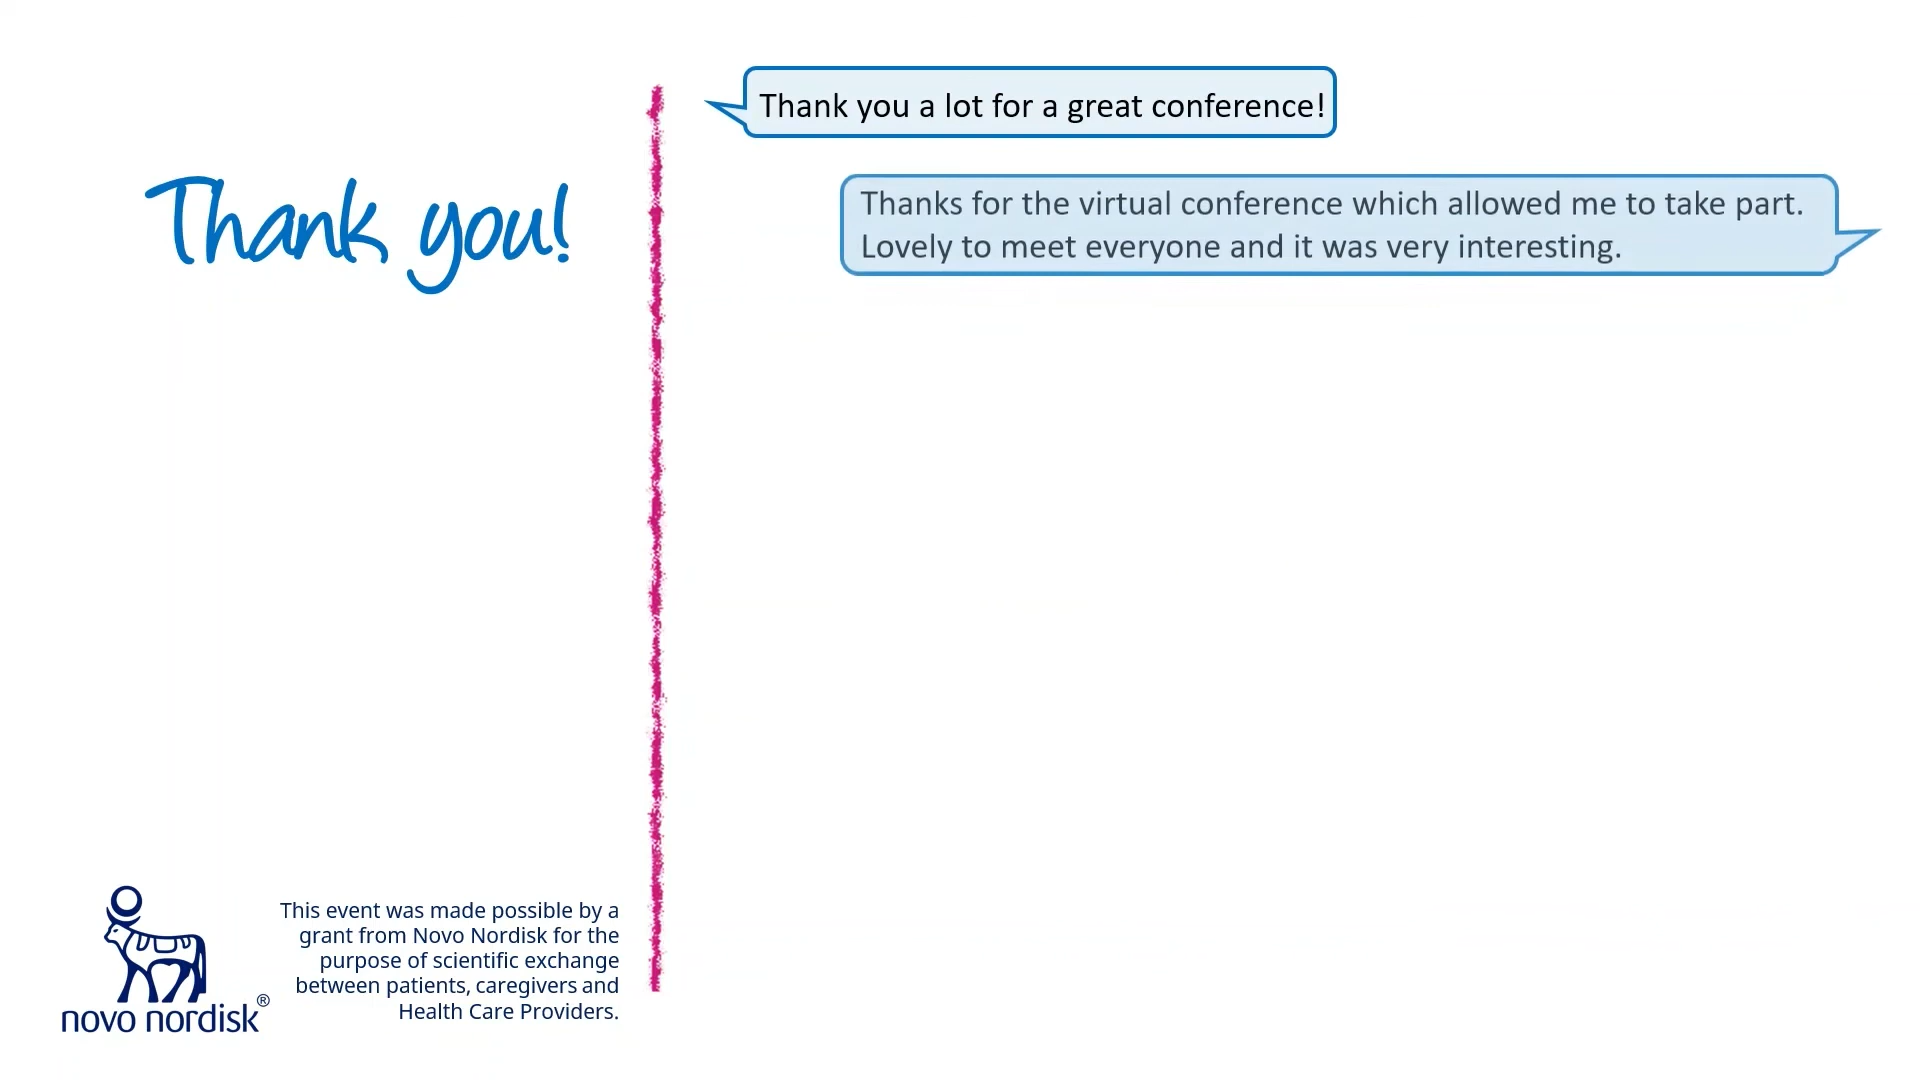 Thank you!
Thank you a lot for a great conference!
Thanks for the virtual conference which allowed me to take part.
Lovely to meet everyone and it was very interesting.
novo nordisk®
This event was made possible by a
grant from Novo Nordisk for the
purpose of scientific exchange
between patients, caregivers and
Health Care Providers.